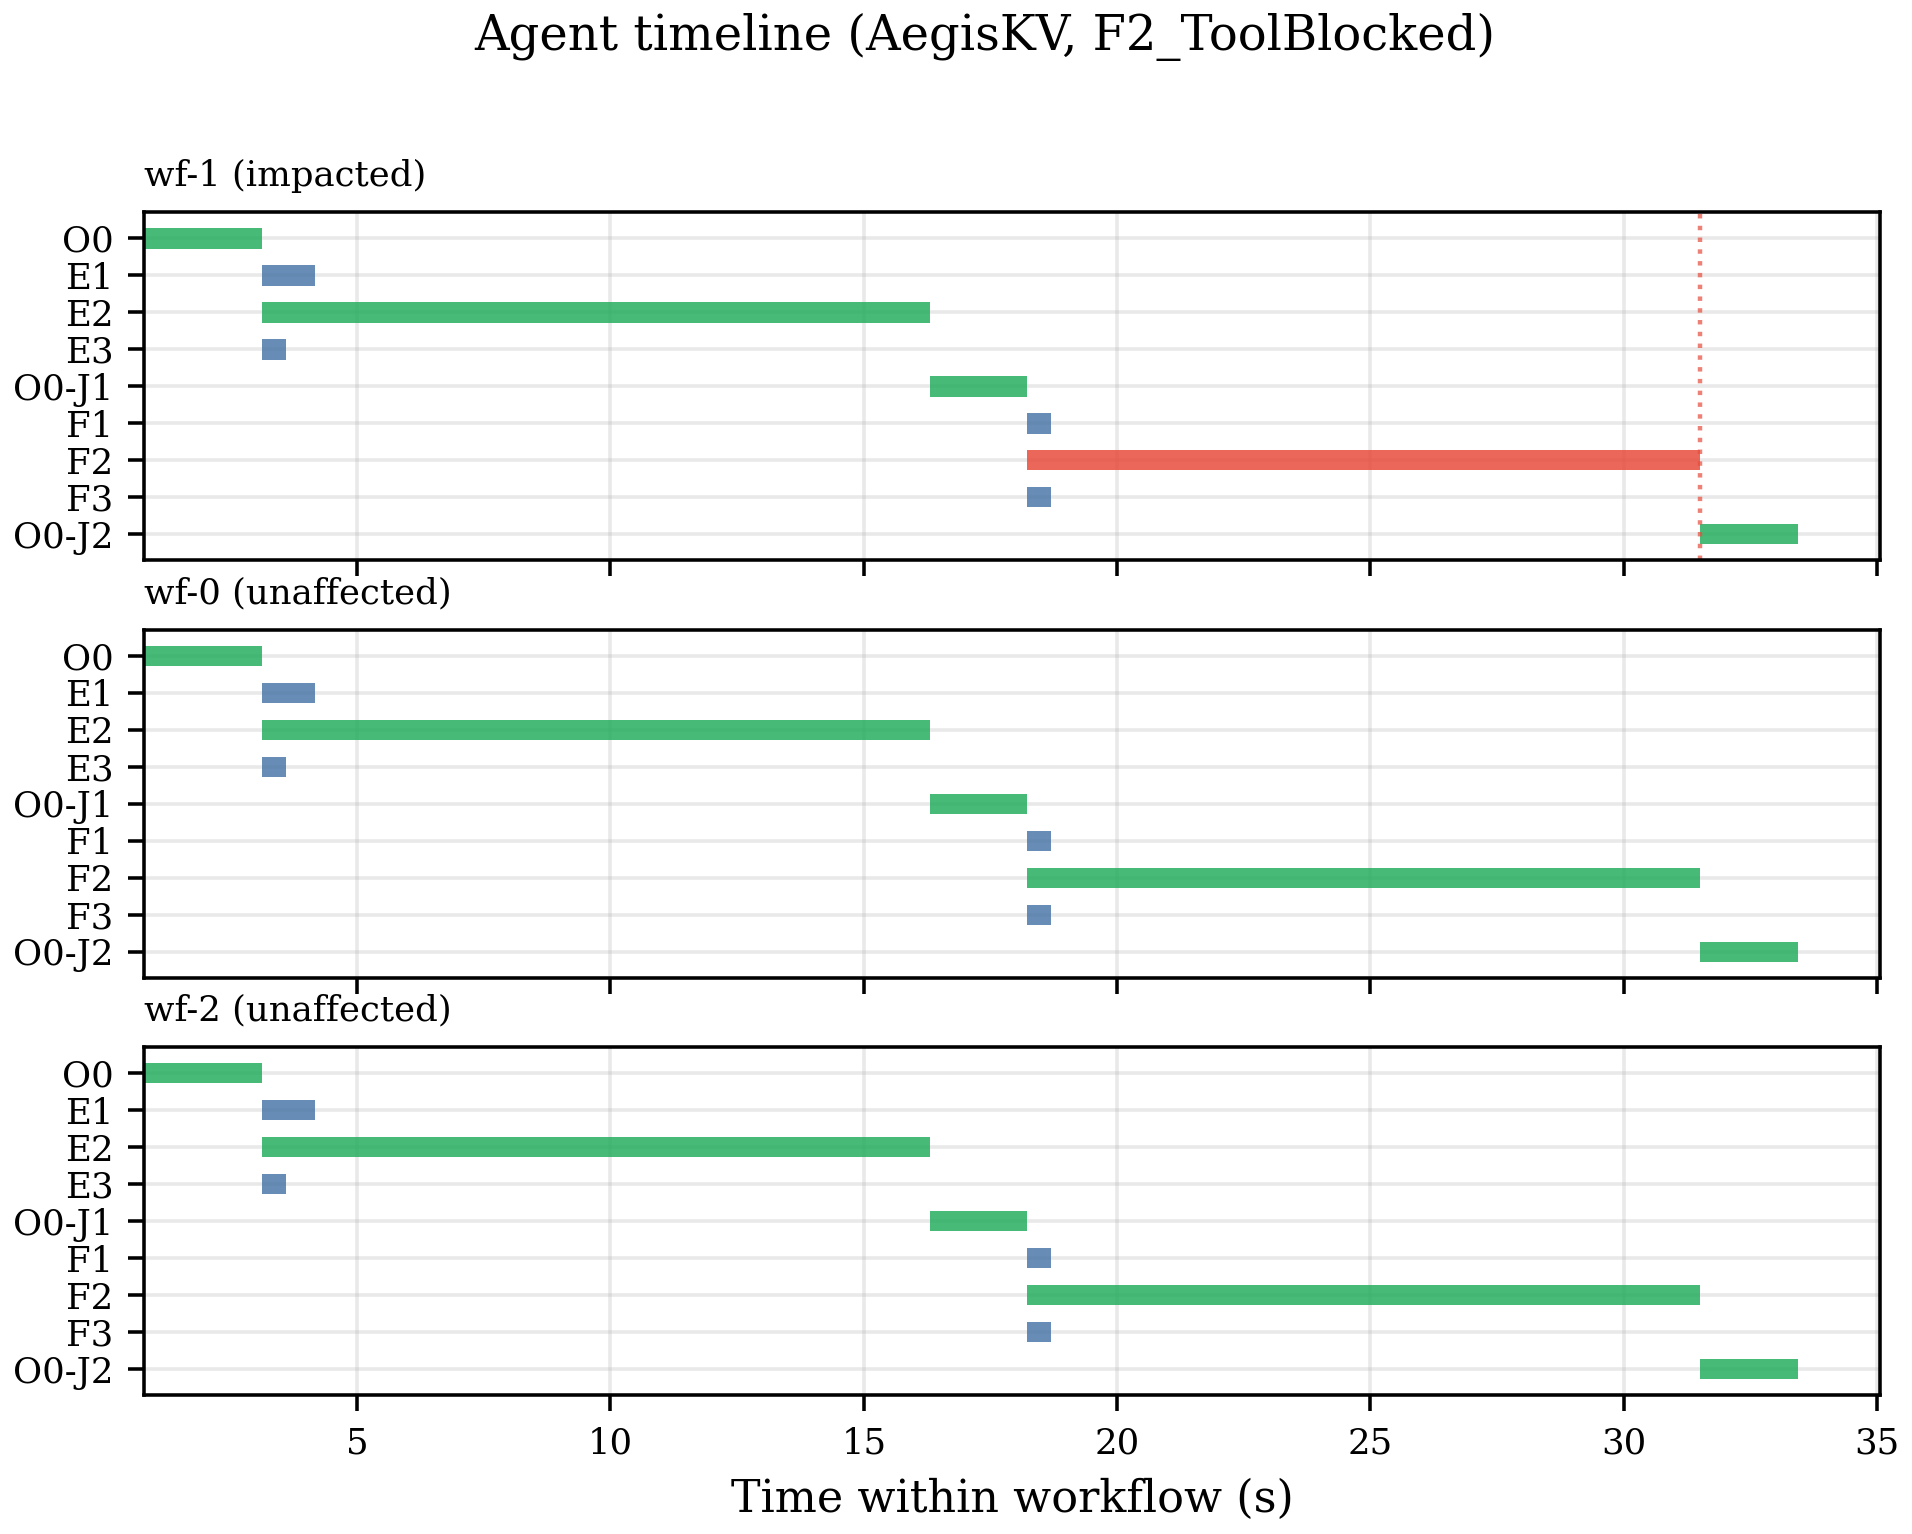 Agent timeline (AegisKV, F2_ToolBlocked)
wf-1 (impacted)
O0
E1
E2
E3
O0-J1
F1
F2
F3
O0-J2
wf-0 (unaffected)
O0
E1
E2
E3
O0-J1
F1
F2
F3
O0-J2
wf-2 (unaffected)
O0
E1
E2
E3
O0-J1
F1
F2
F3
O0-J2
5 10 15 20 25 30 35
Time within workflow (s)